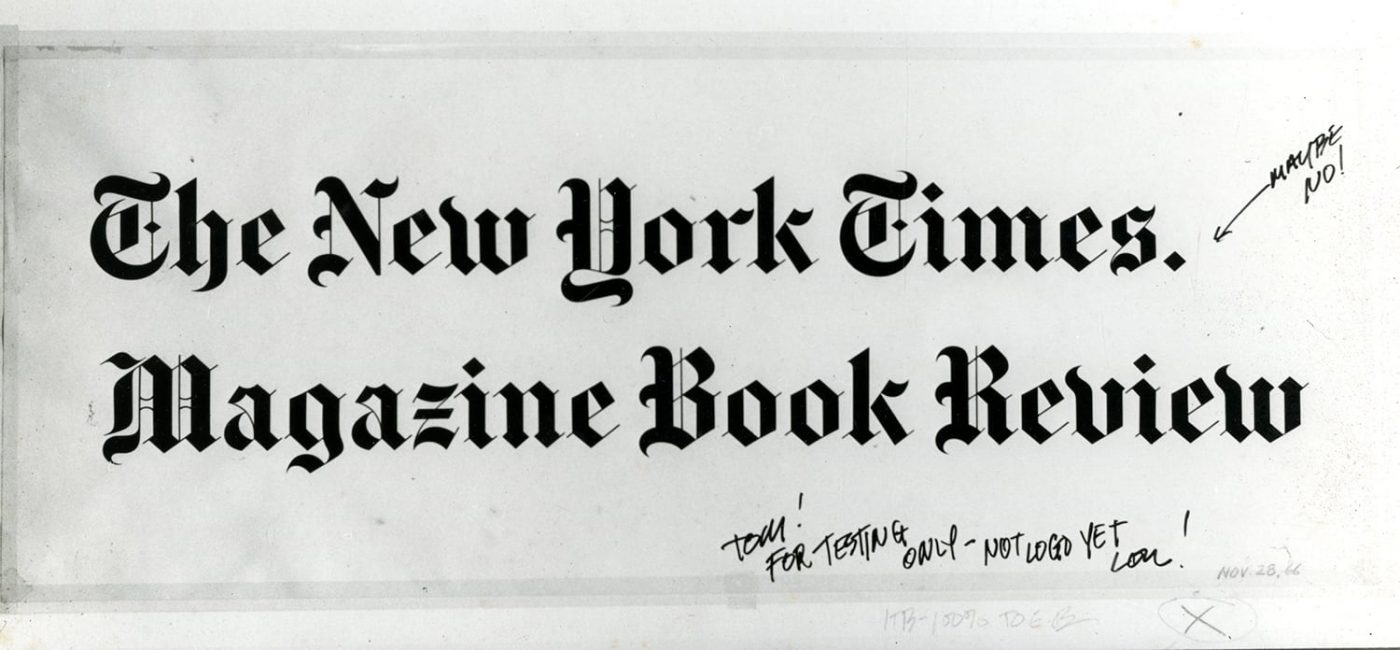 The New York Times.
MAYBE
NO!
Magazine Book Review
TOM!
FOR TESTING ONLY - NOT LOGO YET
LOU!
NOV. 28, 66
X